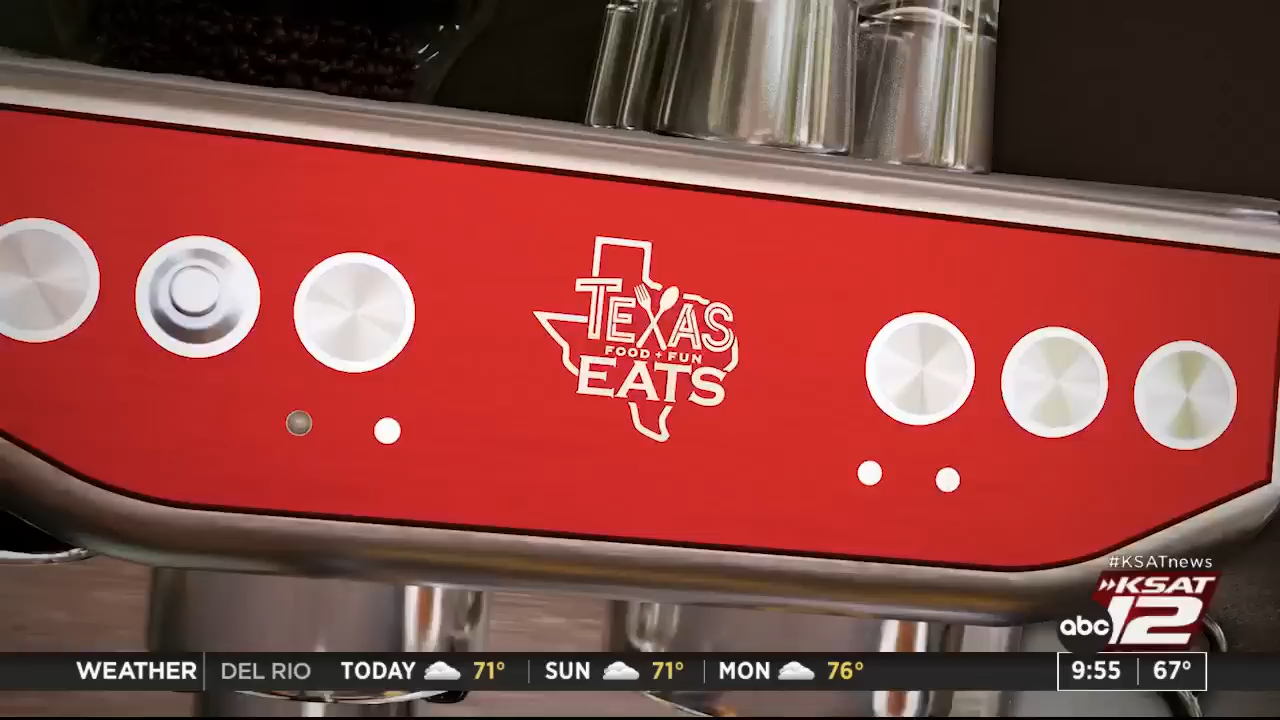 TEXAS
FOOD + FUN
EATS
#KSATnews
KSAT
abc 12
WEATHER DEL RIO TODAY 71° SUN 71° MON 76° 9:55 67°